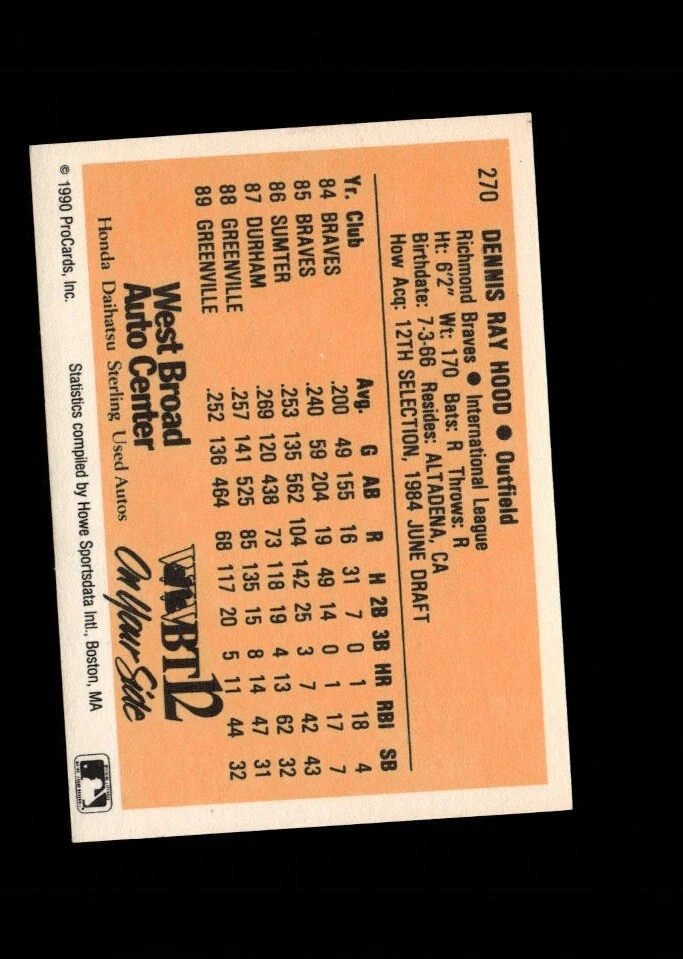 270 DENNIS RAY HOOD ● Outfield
Richmond Braves ● International League
Ht: 6'2" Wt: 170 Bats: R Throws: R
Birthdate: 7-3-66 Resides: ALTADENA, CA
How Acq: 12TH SELECTION, 1984 JUNE DRAFT
Yr. Club Avg. G AB R H 2B 3B HR RBI SB
84 BRAVES .200 49 155 16 31 7 0 1 18 4
85 BRAVES .240 59 204 19 49 14 0 1 17 7
86 SUMTER .253 135 562 104 142 25 3 7 42 43
87 DURHAM .269 120 438 73 118 19 4 13 62 32
88 GREENVILLE .257 141 525 85 135 15 8 14 47 31
89 GREENVILLE .252 136 464 68 117 20 5 11 44 32
West Broad
Auto Center
Honda Daihatsu Sterling Used Autos
WWBT 12
On Your Side
© 1990 ProCards, Inc. Statistics compiled by Howe Sportsdata Intl., Boston, MA